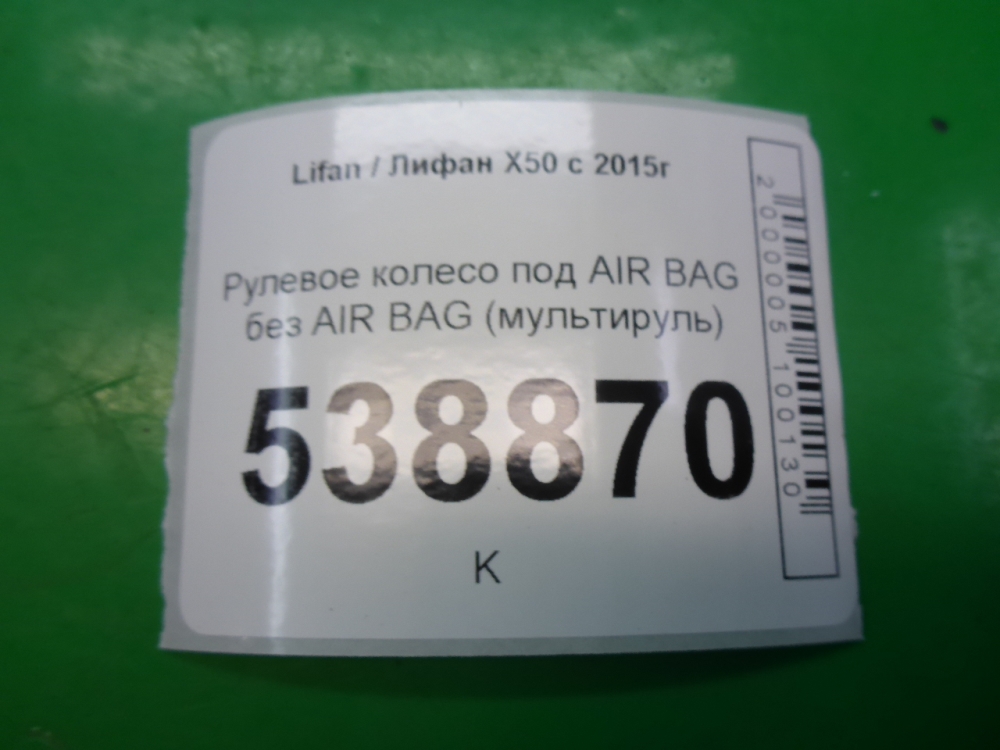 Lifan / Лифан X50 с 2015г
Рулевое колесо под AIR BAG
без AIR BAG (мультируль)
538870
К
2000005100130